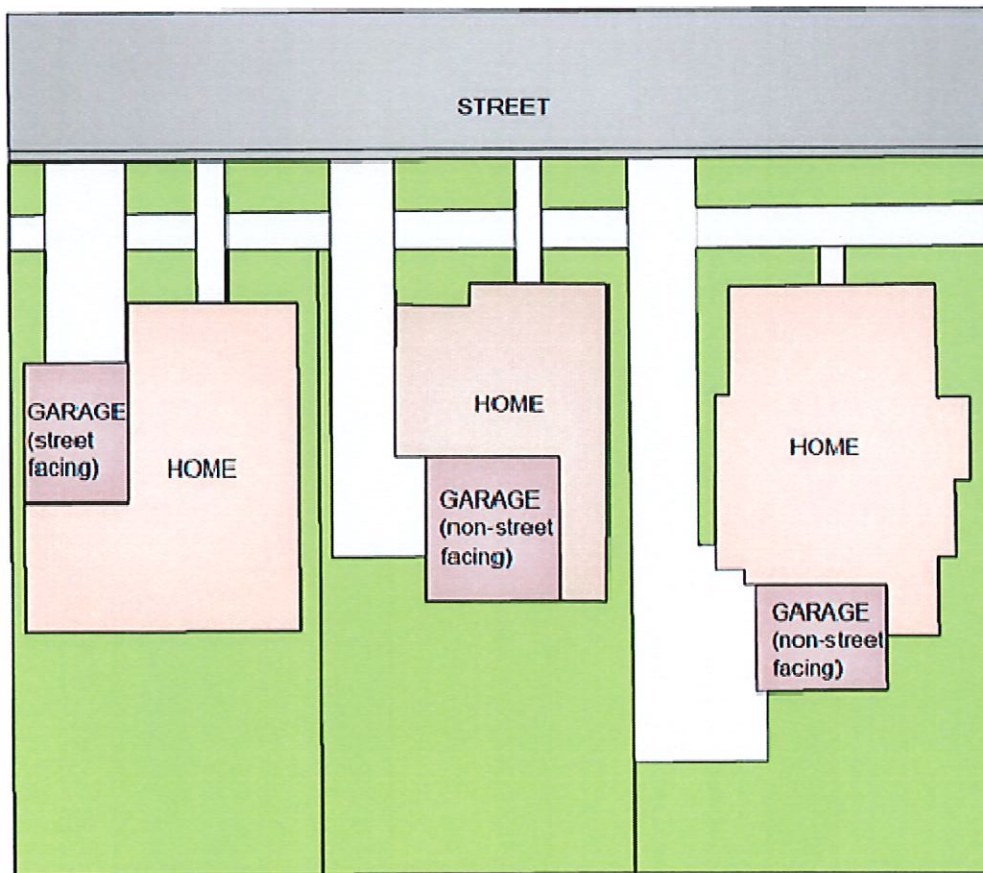 STREET
GARAGE
(street
facing)
HOME
HOME
GARAGE
(non-street
facing)
HOME
GARAGE
(non-street
facing)